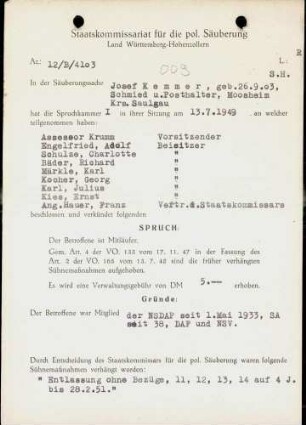 Staatskommissariat für die pol. Säuberung
Land Württemberg-Hohenzollern
Az.: 12/B/4103
003
L:
S.H.
In der Säuberungssache Josef Kemmer, geb.26.9.03,
Schmied u.Posthalter, Moosheim
Krs.Saulgau
hat die Spruchkammer I in ihrer Sitzung am 13.7.1949 an welcher
teilgenommen haben:
Assessor Krumm Vorsitzender
Engelfried, Adolf Beisitzer
Schulze, Charlotte "
Bäder, Richard "
Märkle, Karl "
Kocher, Georg "
Karl, Julius "
Kies, Ernst "
Ang.Hauer, Franz Vertr.d.Staatskommissars
beschlossen und verkündet folgenden:
SPRUCH
Der Betroffene ist Mitläufer.
Gem. Art. 4 der VO. 133 vom 17. 11. 47 in der Fassung des
Art. 2 der VO. 165 vom 13. 7. 48 sind die früher verhängten
Sühnemaßnahmen aufgehoben.
Es wird eine Verwaltungsgebühr von DM 5.-- erhoben.
Gründe:
Der Betroffene war Mitglied der NSDAP seit 1.Mai 1933, SA
seit 38, DAF und NSV.
Durch Entscheidung des Staatskommissars für die pol. Säuberung waren folgende
Sühnemaßnahmen verhängt worden:
" Entlassung ohne Bezüge, 11, 12, 13, 14 auf 4 J.
bis 28.2.51."